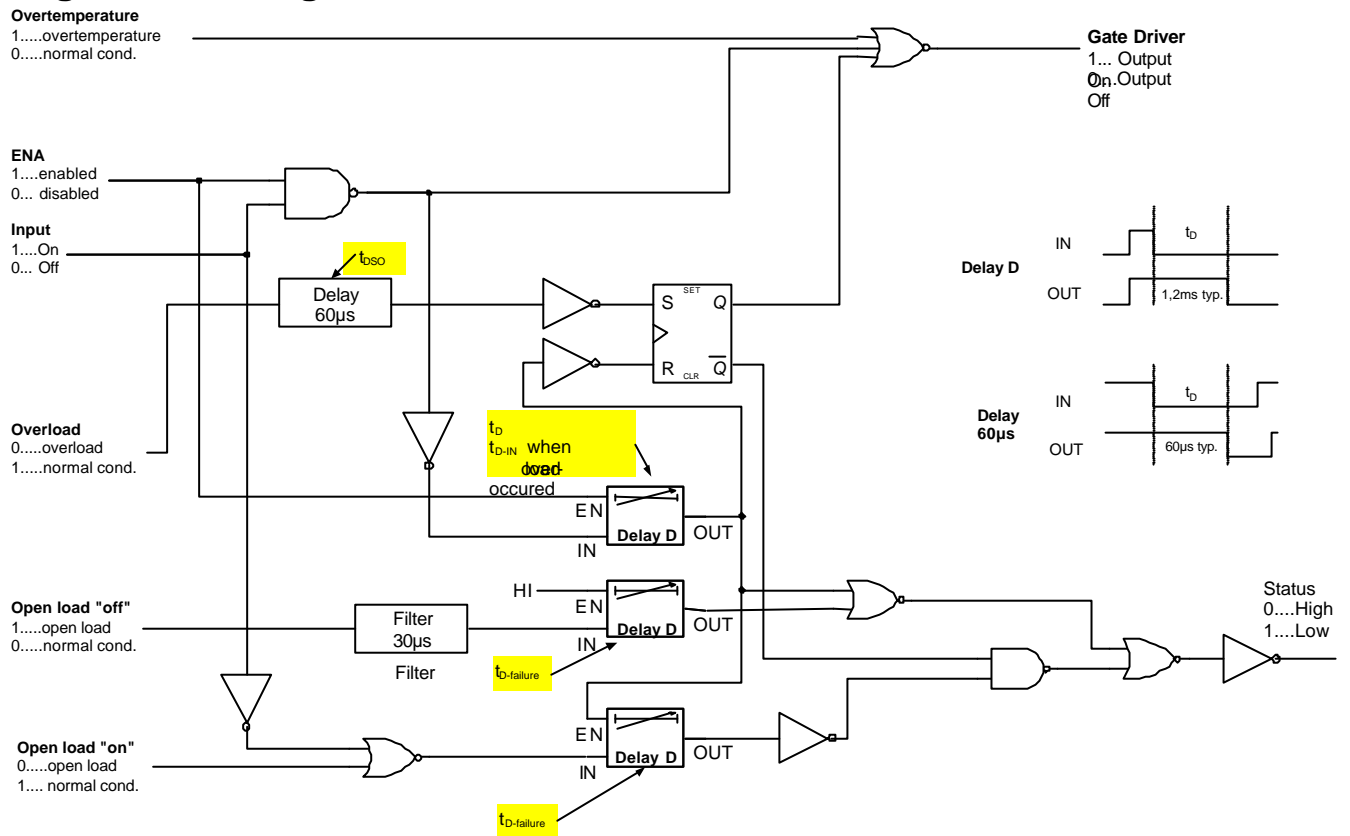 Overtemperature
1.....overtemperature
0.....normal cond.
Gate Driver
1... Output
On
0....Output
Off
ENA
1....enabled
0... disabled
Input
1....On
0... Off
tDSO
Delay
60µs
S
SET
Q
R
CLR
Q
IN
tD
Delay D
OUT
1,2ms typ.
IN
tD
Delay
60µs
OUT
60µs typ.
Overload
0.....overload
1.....normal cond.
tD
tD-IN when
over-
load
occured
EN
Delay D
OUT
IN
HI
EN
Delay D
OUT
IN
Open load "off"
1.....open load
0.....normal cond.
Filter
30µs
Filter
tD-failure
Status
0....High
1....Low
EN
Delay D
OUT
IN
Open load "on"
0.....open load
1.... normal cond.
tD-failure